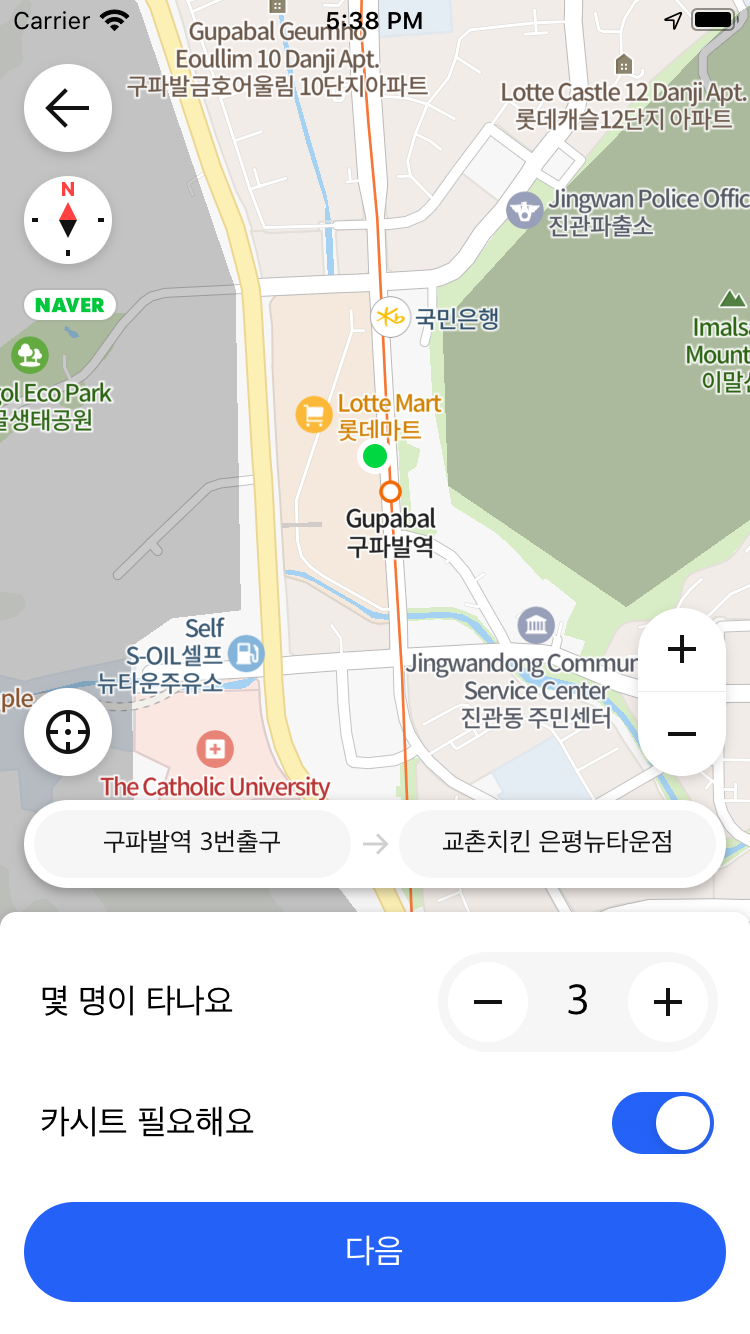 Carrier
5:38 PM
Gupabal Geumho
Eoullim 10 Danji Apt.
구파발금호어울림 10단지아파트
Lotte Castle 12 Danji Apt.
롯데캐슬12단지 아파트
N
Jingwan Police Offic
진관파출소
NAVER
국민은행
Imalsa
Mount
이말산
ol Eco Park
골생태공원
Lotte Mart
롯데마트
Gupabal
구파발역
Self
S-OIL셀프
뉴타운주유소
Jingwandong Commun
Service Center
진관동 주민센터
ple
The Catholic University
구파발역 3번출구
교촌치킨 은평뉴타운점
몇 명이 타나요
3
카시트 필요해요
다음